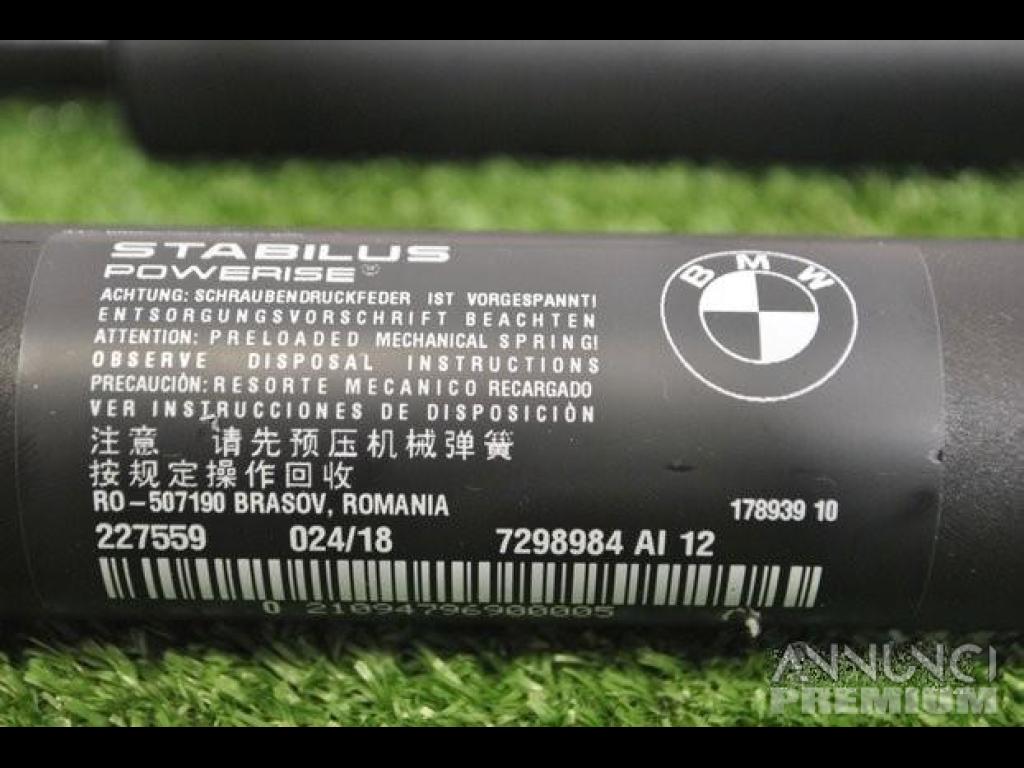 STABILUS
POWERISE
BMW
ACHTUNG: SCHRAUBENDRUCKFEDER IST VORGESPANNT!
ENTSORGUNGSVORSCHRIFT BEACHTEN
ATTENTION: PRELOADED MECHANICAL SPRING!
OBSERVE DISPOSAL INSTRUCTIONS
PRECAUCIÓN: RESORTE MECANICO RECARGADO
VER INSTRUCCIONES DE DISPOSICIÒN
注意 请先预压机械弹簧
按规定操作回收
RO-507190 BRASOV, ROMANIA
178939 10
227559 024/18 7298984 AI 12
0 21094796900005
ANNUNCI
PREMIUM